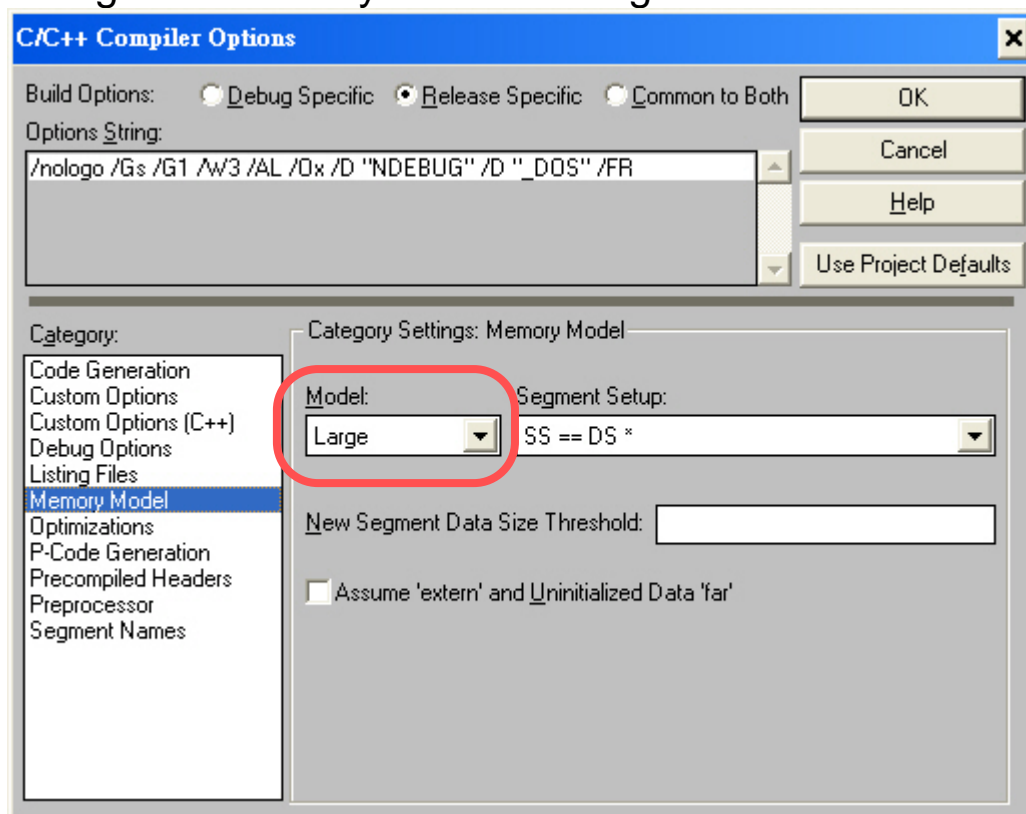 C/C++ Compiler Options
Build Options: Debug Specific Release Specific Common to Both
OK
Options String:
Cancel
/nologo /Gs /G1 /W3 /AL /Ox /D "NDEBUG" /D "_DOS" /FR
Help
Use Project Defaults
Category:
Category Settings: Memory Model
Code Generation
Custom Options
Custom Options (C++)
Debug Options
Listing Files
Memory Model
Optimizations
P-Code Generation
Precompiled Headers
Preprocessor
Segment Names
Model: Segment Setup:
Large SS == DS *
New Segment Data Size Threshold:
Assume 'extern' and Uninitialized Data 'far'